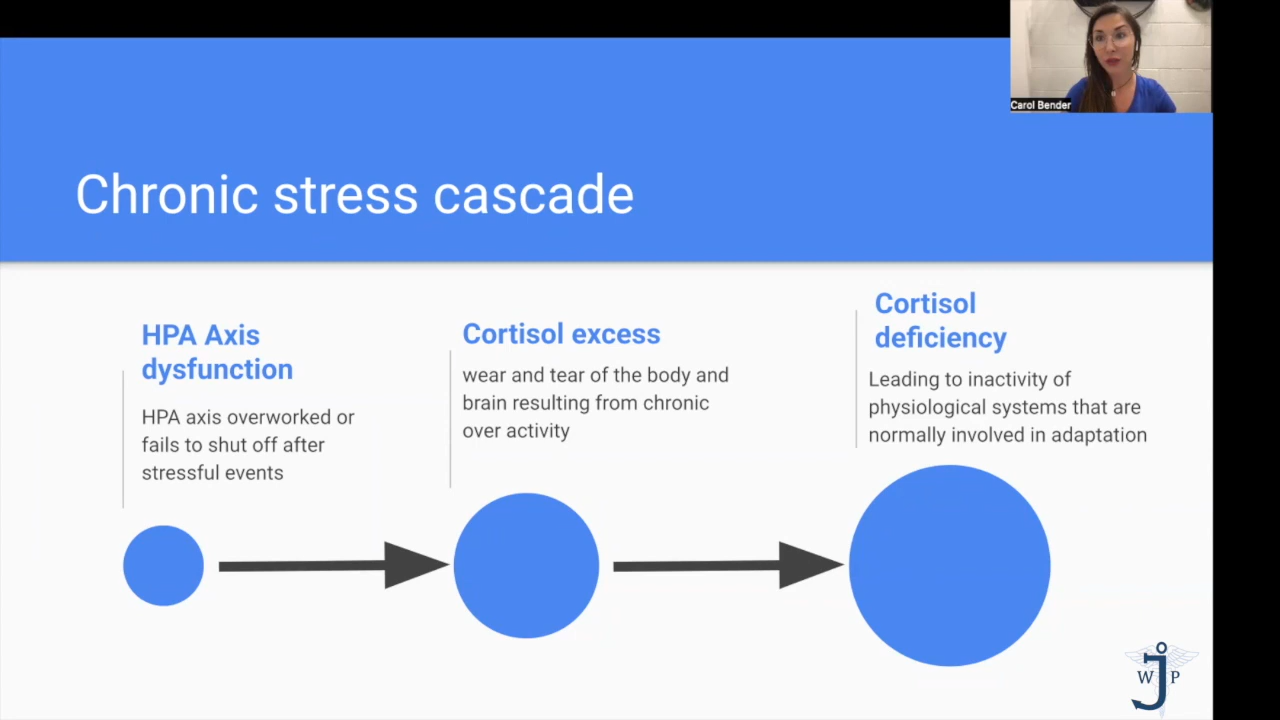 Carol Bender
Chronic stress cascade
HPA Axis
dysfunction
HPA axis overworked or
fails to shut off after
stressful events
Cortisol excess
wear and tear of the body and
brain resulting from chronic
over activity
Cortisol
deficiency
Leading to inactivity of
physiological systems that are
normally involved in adaptation
W J P